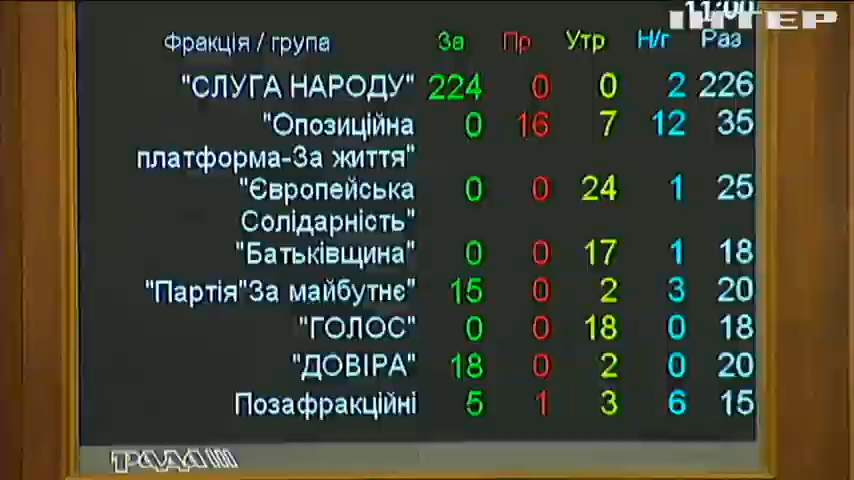 11:00
ІНТЕР
Фракція / група За Пр Утр Н/г Раз
"СЛУГА НАРОДУ" 224 0 0 2 226
"Опозиційна 0 16 7 12 35
платформа-За життя"
"Європейська 0 0 24 1 25
Солідарність"
"Батьківщина" 0 0 17 1 18
"Партія"За майбутнє" 15 0 2 3 20
"ГОЛОС" 0 0 18 0 18
"ДОВІРА" 18 0 2 0 20
Позафракційні 5 1 3 6 15